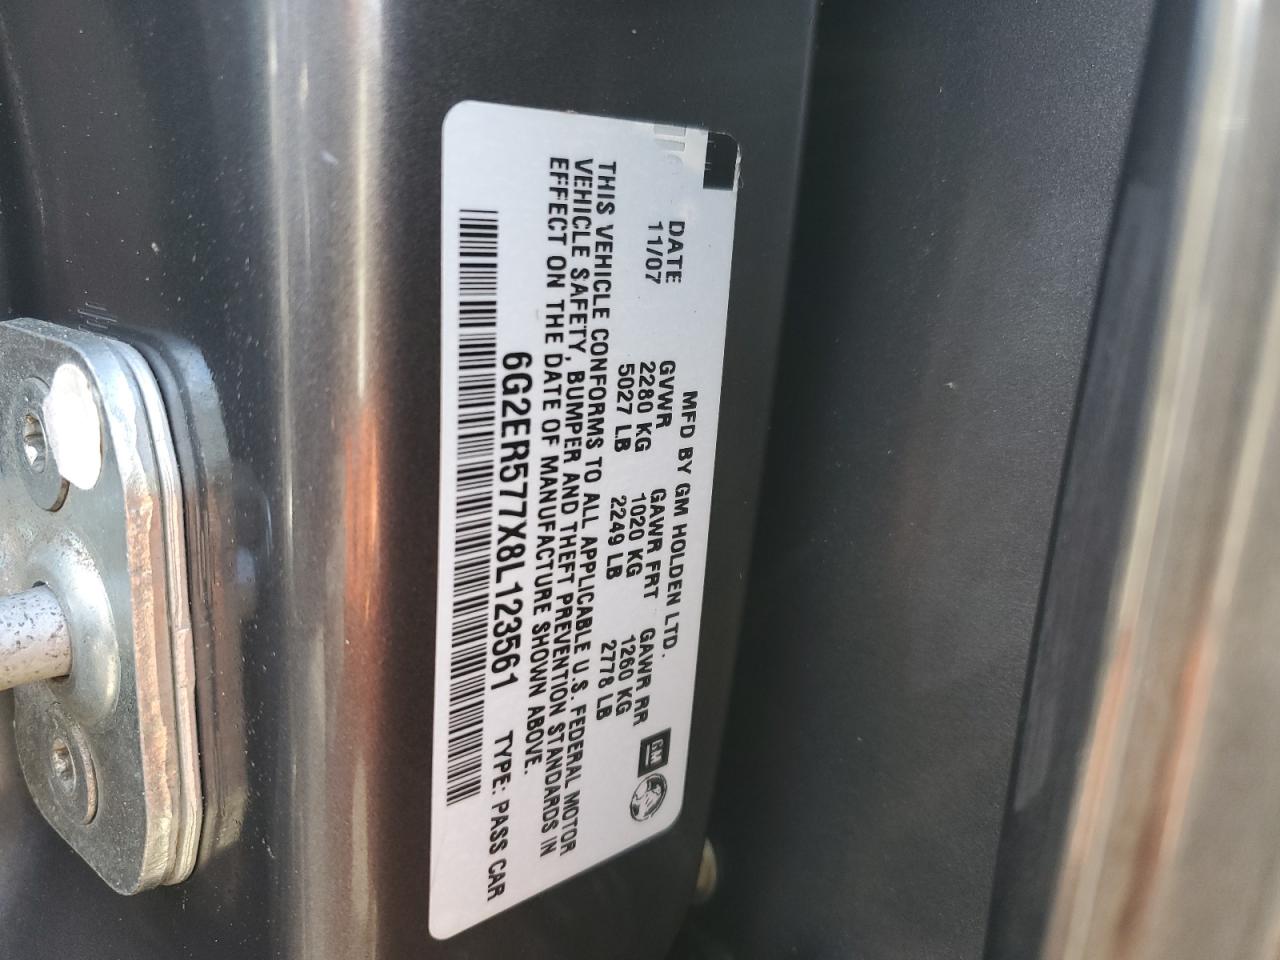 MFD BY GM HOLDEN LTD.
DATE GVWR GAWR FRT GAWR RR
11/07 2280 KG 1020 KG 1260 KG
5027 LB 2249 LB 2778 LB
GM
THIS VEHICLE CONFORMS TO ALL APPLICABLE U.S. FEDERAL MOTOR
VEHICLE SAFETY, BUMPER AND THEFT PREVENTION STANDARDS IN
EFFECT ON THE DATE OF MANUFACTURE SHOWN ABOVE.
6G2ER577X8L123561 TYPE: PASS CAR